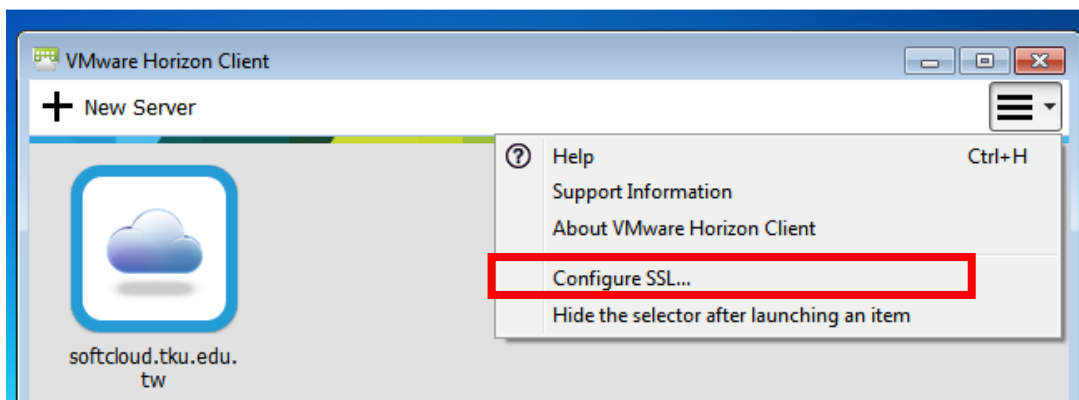 VMware Horizon Client
New Server
Help Ctrl+H
Support Information
About VMware Horizon Client
Configure SSL...
Hide the selector after launching an item
softcloud.tku.edu.
tw